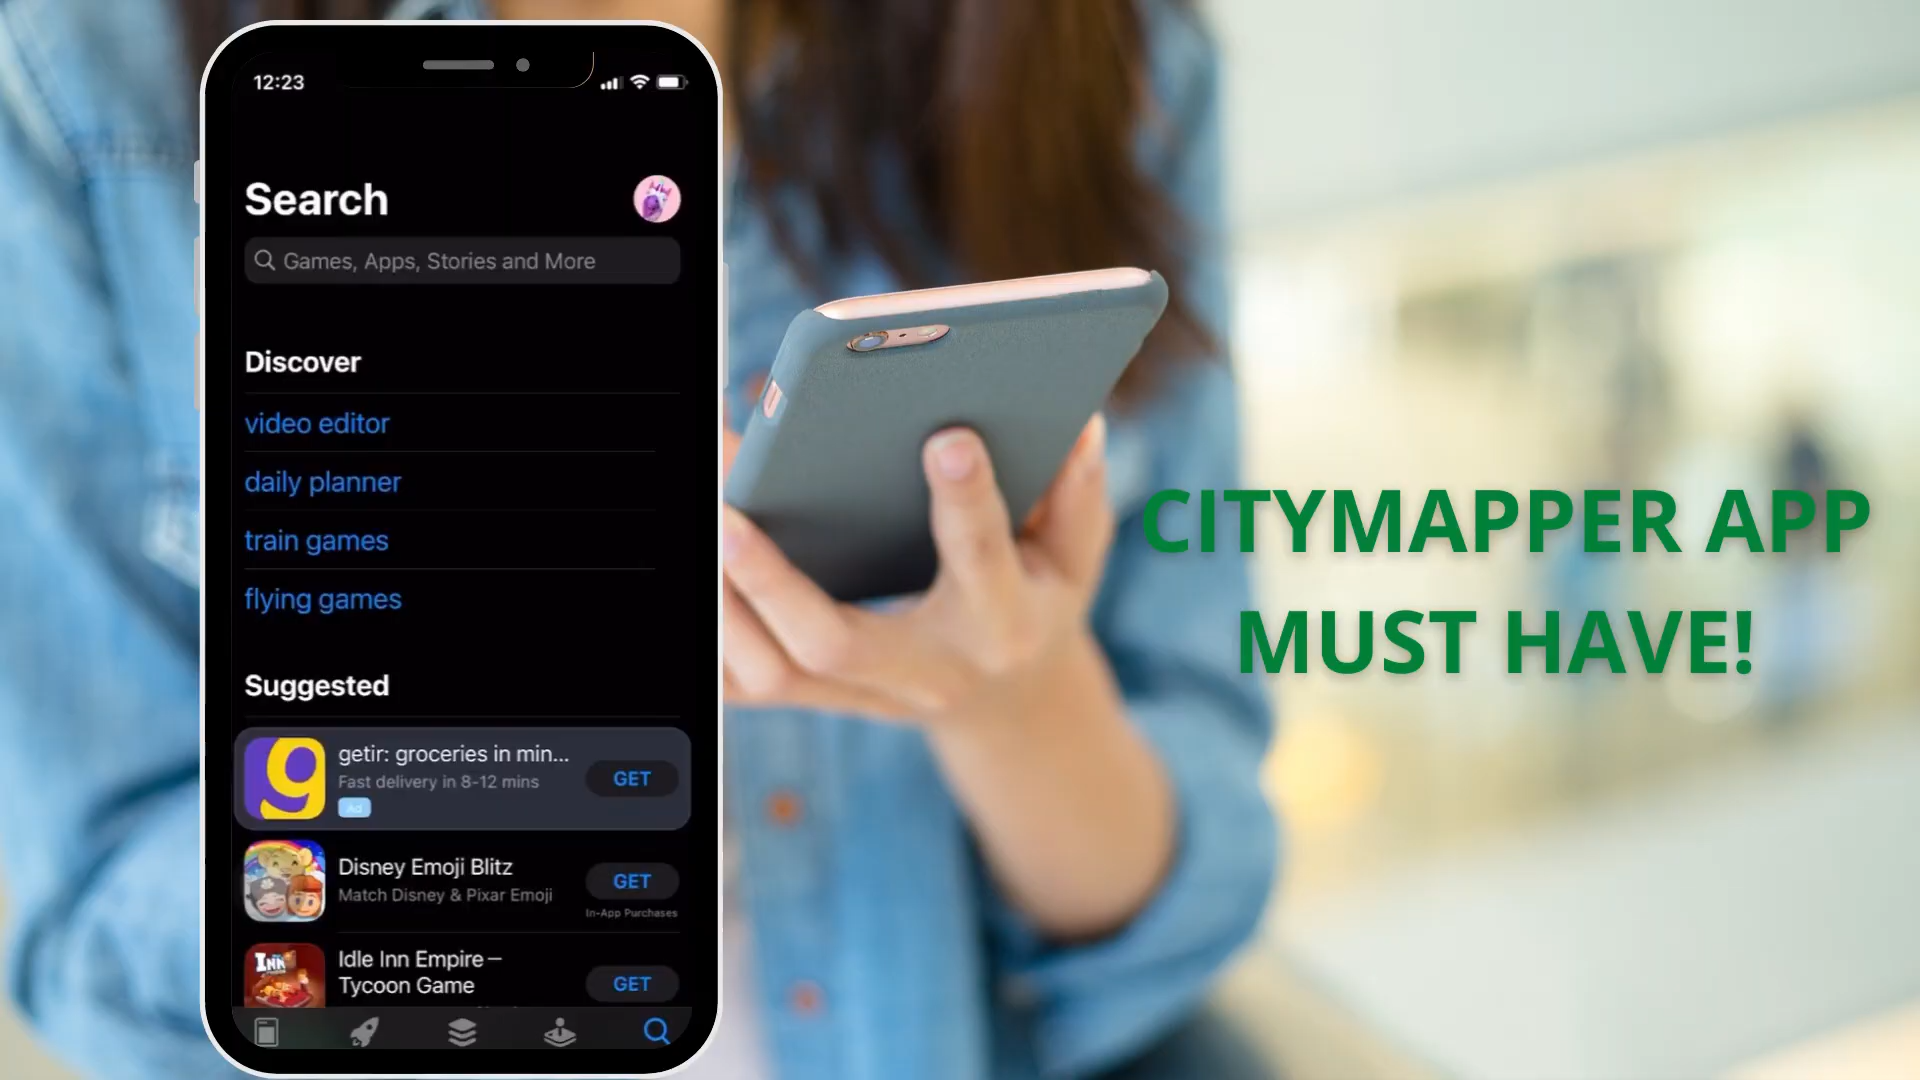 12:23
Search
Games, Apps, Stories and More
Discover
video editor
daily planner
train games
flying games
Suggested
getir: groceries in min...
Fast delivery in 8-12 mins
GET
Ad
Disney Emoji Blitz
Match Disney & Pixar Emoji
GET
In-App Purchases
INN
Idle Inn Empire –
Tycoon Game
GET
CITYMAPPER APP
MUST HAVE!